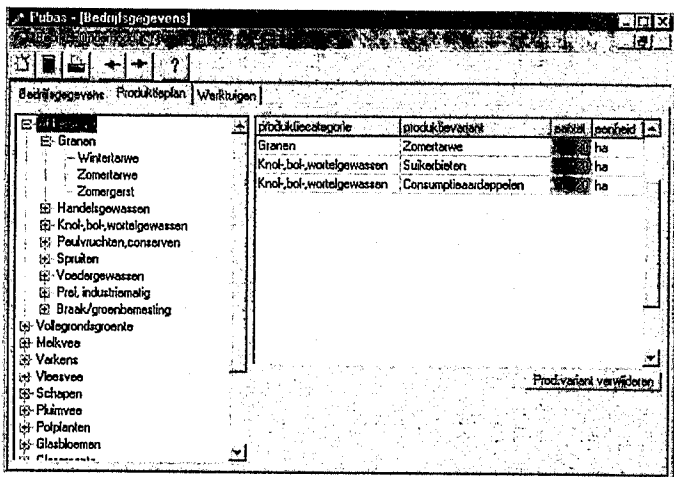 Pubas - [Bedrijfsgegevens]
?
Bedrijfsgegevens Produktieplan Werktuigen
Granen
Wintertarwe
Zomertarwe
Zomergerst
Handelsgewassen
Knol-,bol-,wortelgewassen
Peulvruchten,conserven
Spruiten
Voedergewassen
Prei, industriematig
Braak/groenbemesting
Vollegrondsgroente
Melkvee
Varkens
Vleesvee
Schapen
Pluimvee
Potplanten
Glasbloemen
produktiecategorie produktievariant aantal eenheid
Granen Zomertarwe ha
Knol-,bol-,wortelgewassen Suikerbieten ha
Knol-,bol-,wortelgewassen Consumptieaardappelen ha
Prod.variant verwijderen